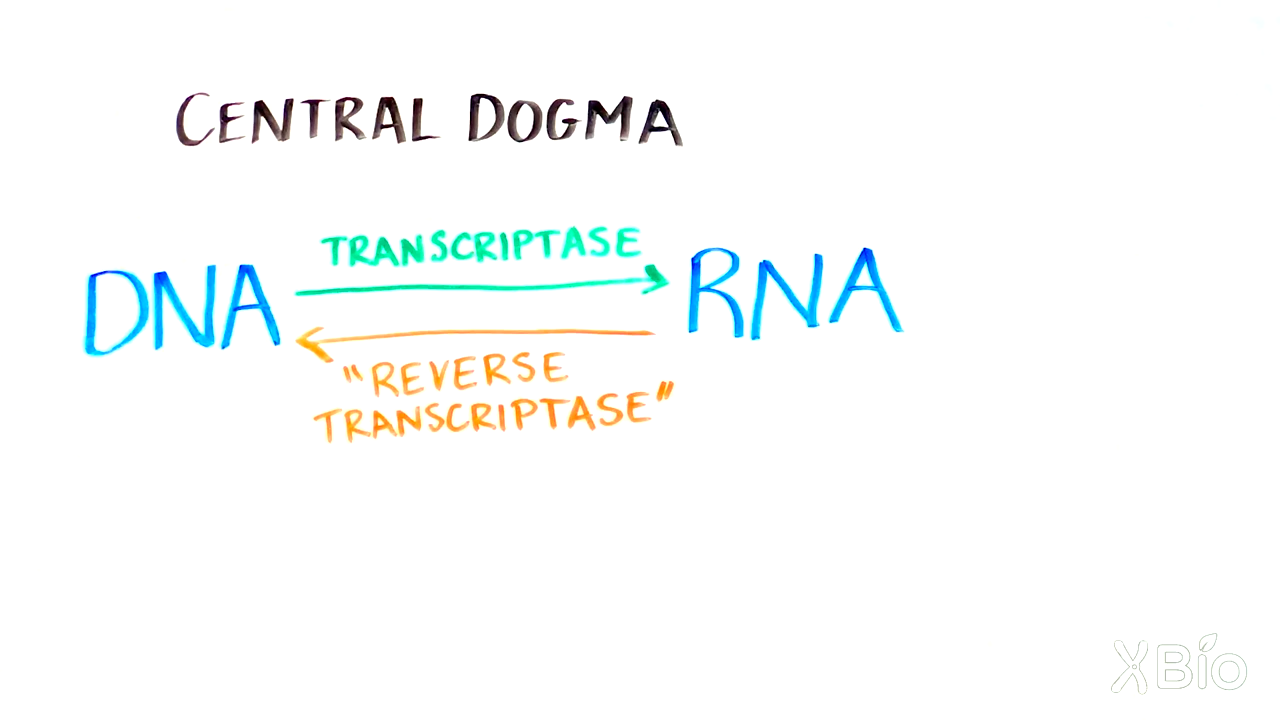 CENTRAL DOGMA
TRANSCRIPTASE
DNA
RNA
"REVERSE
TRANSCRIPTASE"
XBio